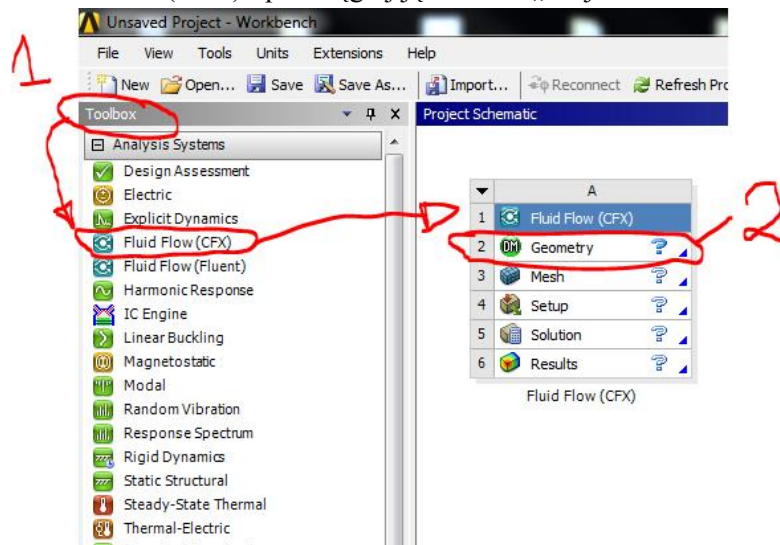 Unsaved Project - Workbench
File View Tools Units Extensions Help
New Open... Save Save As... Import... Reconnect Refresh Pro
1
Toolbox
Project Schematic
Analysis Systems
Design Assessment
Electric
Explicit Dynamics
Fluid Flow (CFX)
Fluid Flow (Fluent)
Harmonic Response
IC Engine
Linear Buckling
Magnetostatic
Modal
Random Vibration
Response Spectrum
Rigid Dynamics
Static Structural
Steady-State Thermal
Thermal-Electric
A
1 Fluid Flow (CFX)
2 Geometry ?
3 Mesh ?
4 Setup ?
5 Solution ?
6 Results ?
Fluid Flow (CFX)
2